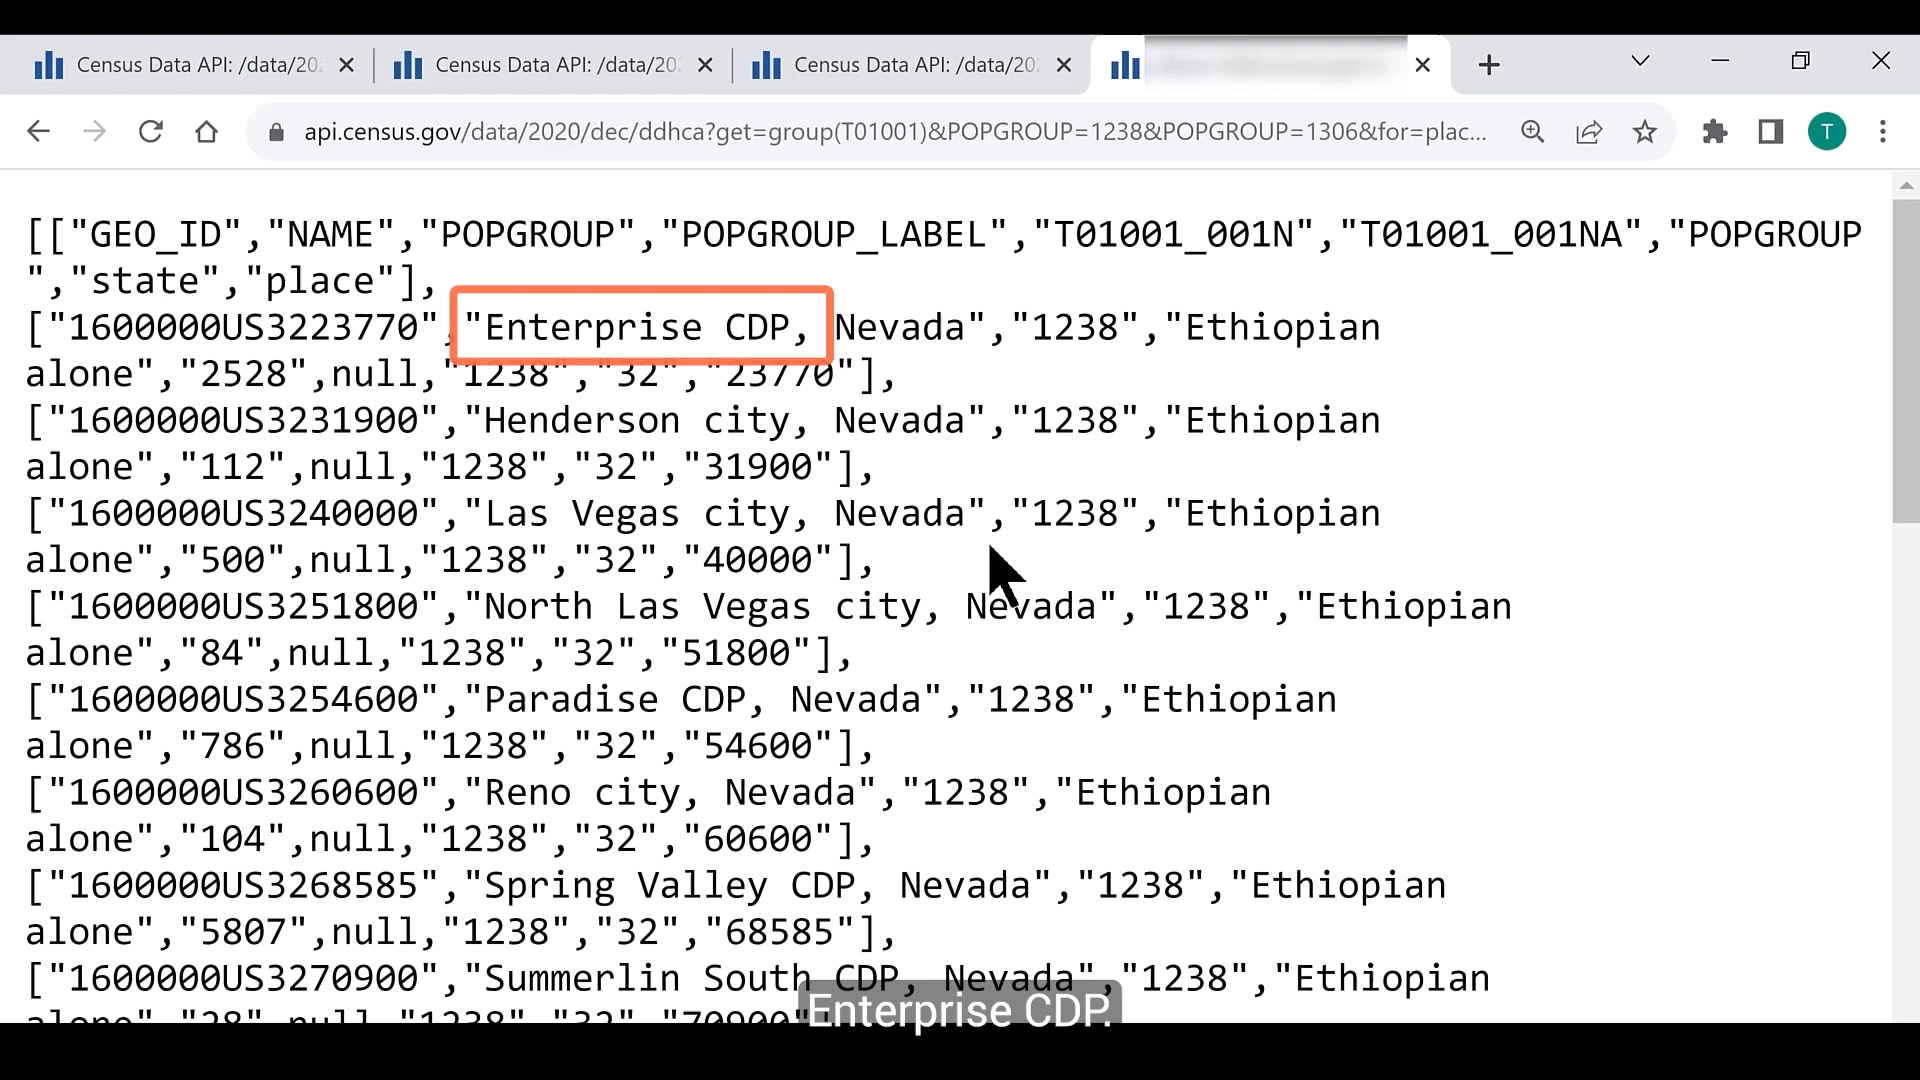 Census Data API: /data/20
Census Data API: /data/202
Census Data API: /data/20
api.census.gov/data/2020/dec/ddhca?get=group(T01001)&POPGROUP=1238&POPGROUP=1306&for=plac...
T
[["GEO_ID","NAME","POPGROUP","POPGROUP_LABEL","T01001_001N","T01001_001NA","POPGROUP
","state","place"],
["1600000US3223770","Enterprise CDP, Nevada","1238","Ethiopian
alone","2528",null,"1238","32","23770"],
["1600000US3231900","Henderson city, Nevada","1238","Ethiopian
alone","112",null,"1238","32","31900"],
["1600000US3240000","Las Vegas city, Nevada","1238","Ethiopian
alone","500",null,"1238","32","40000"],
["1600000US3251800","North Las Vegas city, Nevada","1238","Ethiopian
alone","84",null,"1238","32","51800"],
["1600000US3254600","Paradise CDP, Nevada","1238","Ethiopian
alone","786",null,"1238","32","54600"],
["1600000US3260600","Reno city, Nevada","1238","Ethiopian
alone","104",null,"1238","32","60600"],
["1600000US3268585","Spring Valley CDP, Nevada","1238","Ethiopian
alone","5807",null,"1238","32","68585"],
["1600000US3270900","Summerlin South CDP, Nevada","1238","Ethiopian
alone","28",null,"1238","32","70900"
Enterprise CDP.